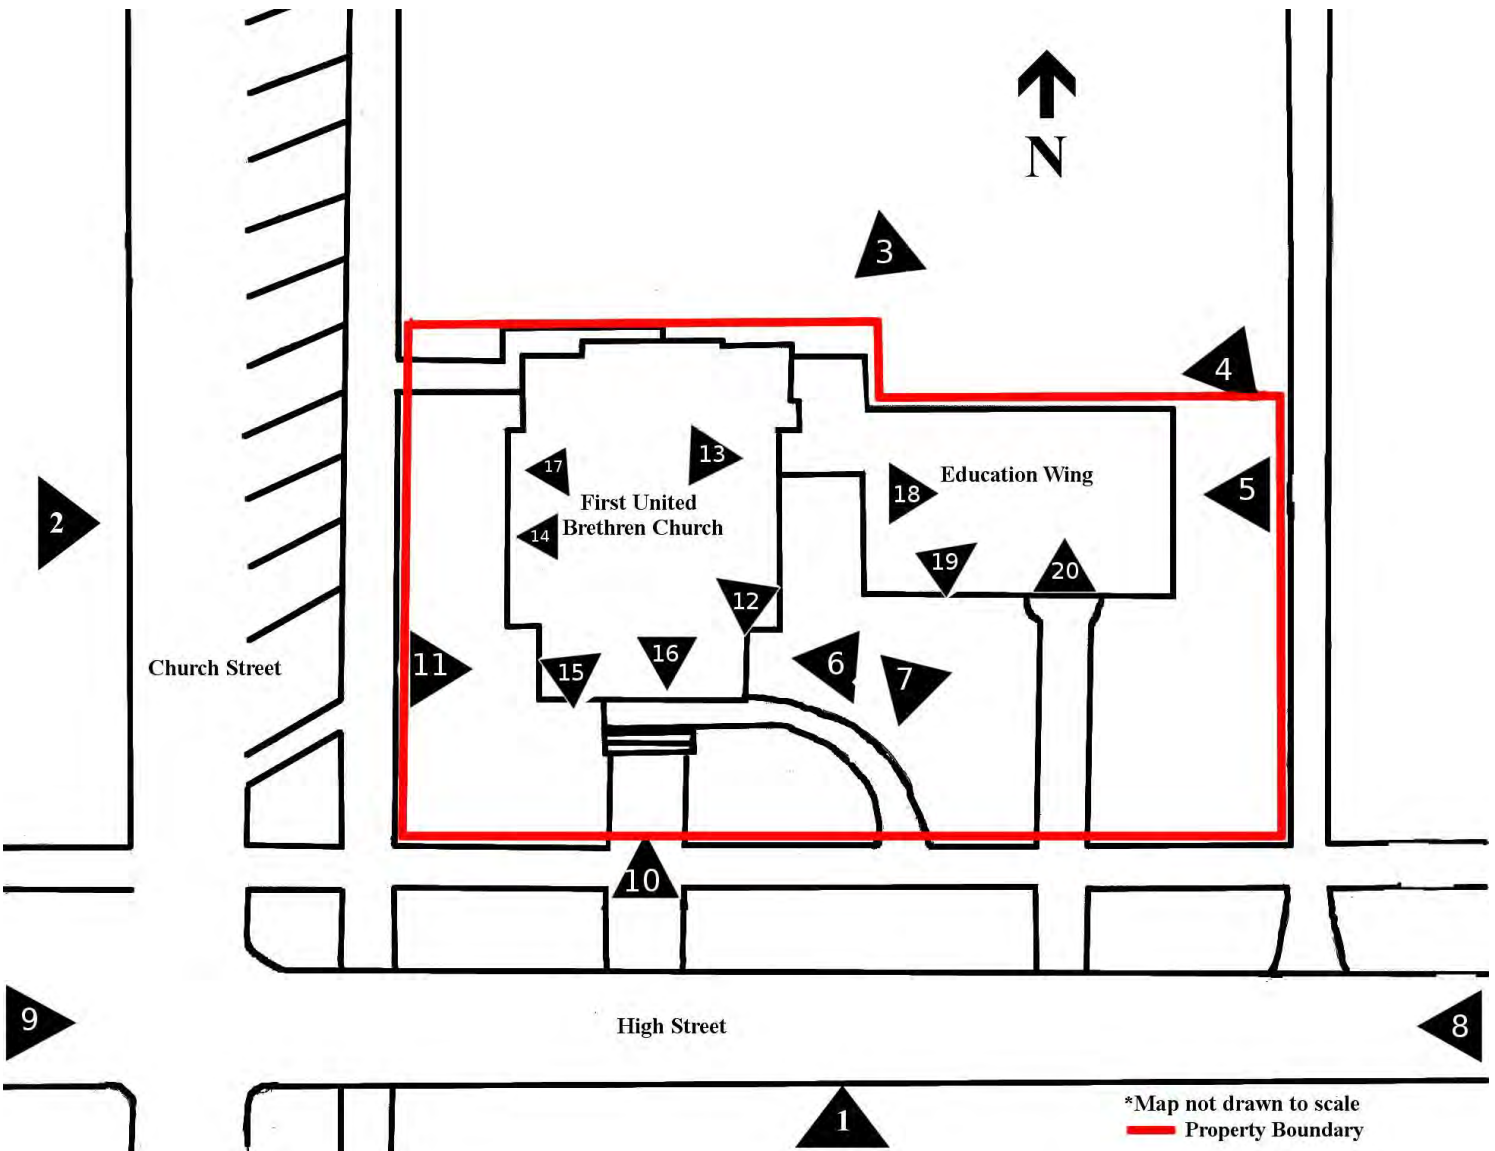 N
3
4
17
13
Education Wing
5
18
First United
Brethren Church
2
14
19
20
12
Church Street
11
15
16
6
7
10
9
High Street
8
*Map not drawn to scale
1
Property Boundary